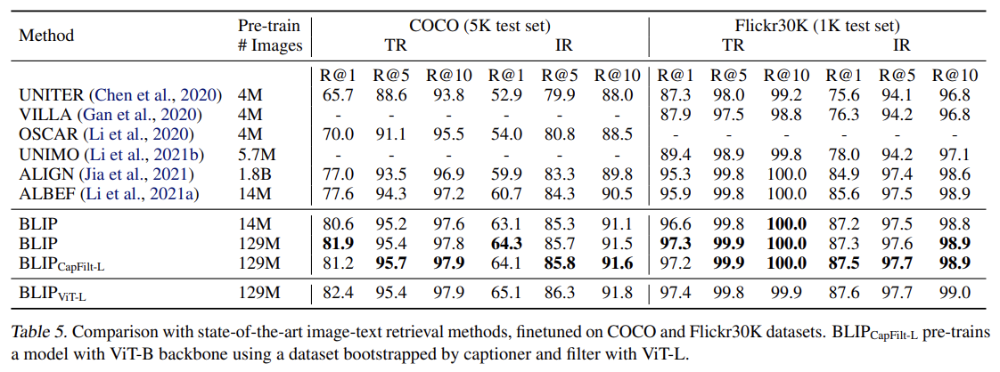 Method Pre-train # Images COCO (5K test set) Flickr30K (1K test set)
TR IR TR IR
R@1 R@5 R@10 R@1 R@5 R@10 R@1 R@5 R@10 R@1 R@5 R@10
UNITER (Chen et al., 2020) 4M 65.7 88.6 93.8 52.9 79.9 88.0 87.3 98.0 99.2 75.6 94.1 96.8
VILLA (Gan et al., 2020) 4M - - - - - - 87.9 97.5 98.8 76.3 94.2 96.8
OSCAR (Li et al., 2020) 4M 70.0 91.1 95.5 54.0 80.8 88.5 - - - - - -
UNIMO (Li et al., 2021b) 5.7M - - - - - - 89.4 98.9 99.8 78.0 94.2 97.1
ALIGN (Jia et al., 2021) 1.8B 77.0 93.5 96.9 59.9 83.3 89.8 95.3 99.8 100.0 84.9 97.4 98.6
ALBEF (Li et al., 2021a) 14M 77.6 94.3 97.2 60.7 84.3 90.5 95.9 99.8 100.0 85.6 97.5 98.9
BLIP 14M 80.6 95.2 97.6 63.1 85.3 91.1 96.6 99.8 100.0 87.2 97.5 98.8
BLIP 129M 81.9 95.4 97.8 64.3 85.7 91.5 97.3 99.9 100.0 87.3 97.6 98.9
BLIPCapFilt-L 129M 81.2 95.7 97.9 64.1 85.8 91.6 97.2 99.9 100.0 87.5 97.7 98.9
BLIPViT-L 129M 82.4 95.4 97.9 65.1 86.3 91.8 97.4 99.8 99.9 87.6 97.7 99.0
Table 5. Comparison with state-of-the-art image-text retrieval methods, finetuned on COCO and Flickr30K datasets. BLIPCapFilt-L pre-trains
a model with ViT-B backbone using a dataset bootstrapped by captioner and filter with ViT-L.